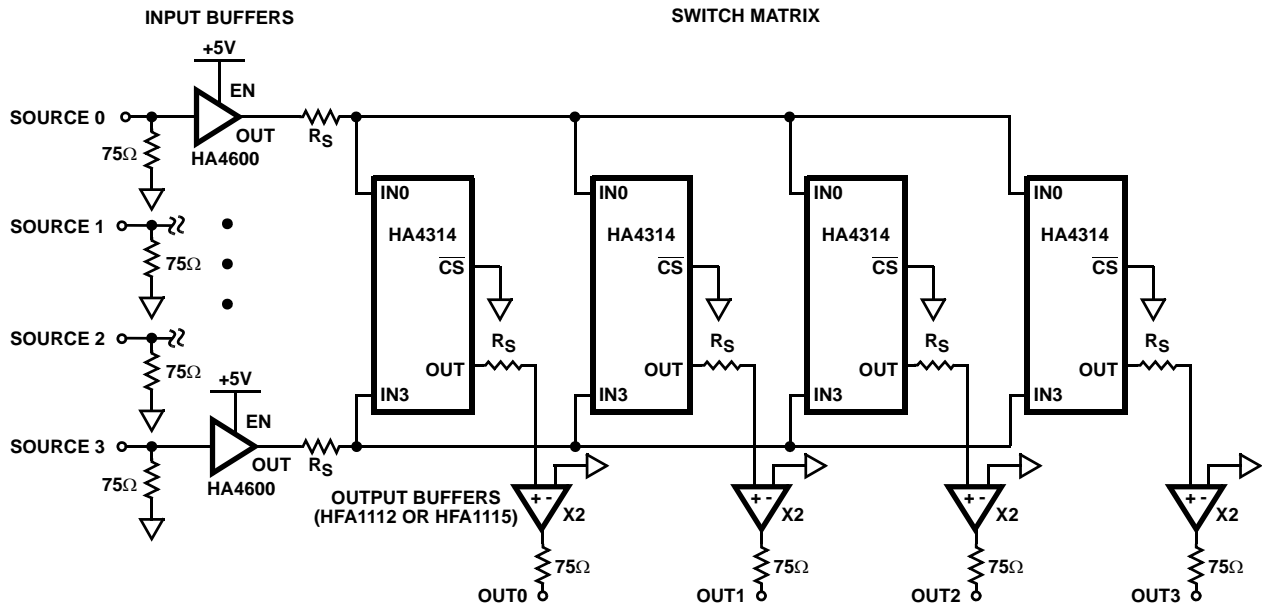 INPUT BUFFERS
SWITCH MATRIX
+5V
EN
SOURCE 0
OUT
RS
75Ω
HA4600
IN0
IN0
IN0
IN0
SOURCE 1
HA4314
HA4314
HA4314
HA4314
75Ω
CS
CS
CS
CS
SOURCE 2
RS
RS
RS
RS
75Ω
OUT
OUT
OUT
OUT
+5V
IN3
IN3
IN3
IN3
EN
SOURCE 3
OUT
RS
75Ω
HA4600
OUTPUT BUFFERS
(HFA1112 OR HFA1115)
+ -
X2
+ -
X2
+ -
X2
+ -
X2
75Ω
75Ω
75Ω
75Ω
OUT0
OUT1
OUT2
OUT3